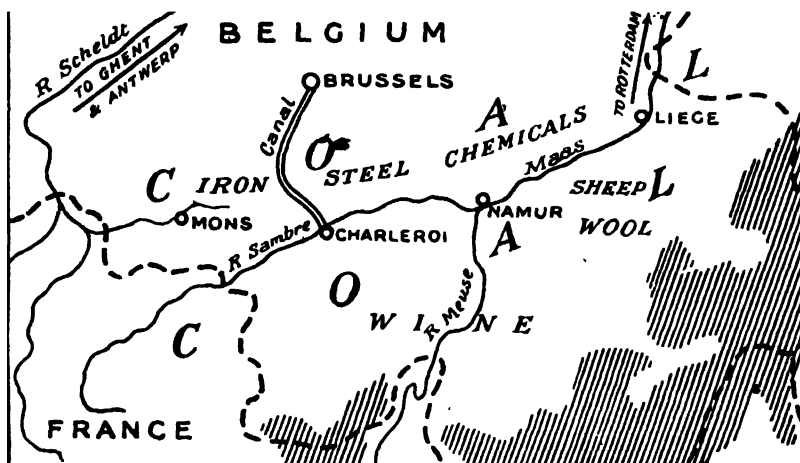 BELGIUM
R Scheldt
TO GHENT
& ANTWERP
TO ROTTERDAM
L
BRUSSELS
Canal
A
CHEMICALS
LIEGE
O
STEEL
Maas
C
IRON
SHEEP
L
MONS
NAMUR
WOOL
R Sambre
CHARLEROI
A
O
R Meuse
WINE
C
FRANCE